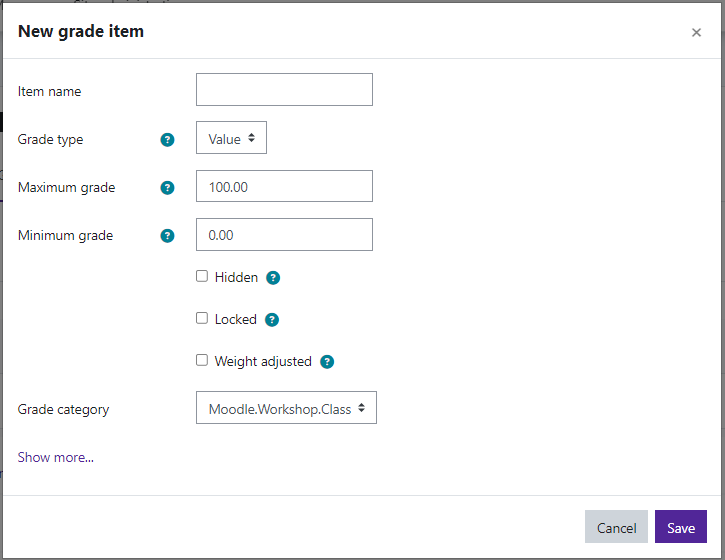 New grade item
×
Item name
Grade type ? Value
Maximum grade ? 100.00
Minimum grade ? 0.00
Hidden ?
Locked ?
Weight adjusted ?
Grade category Moodle.Workshop.Class
Show more...
Cancel Save